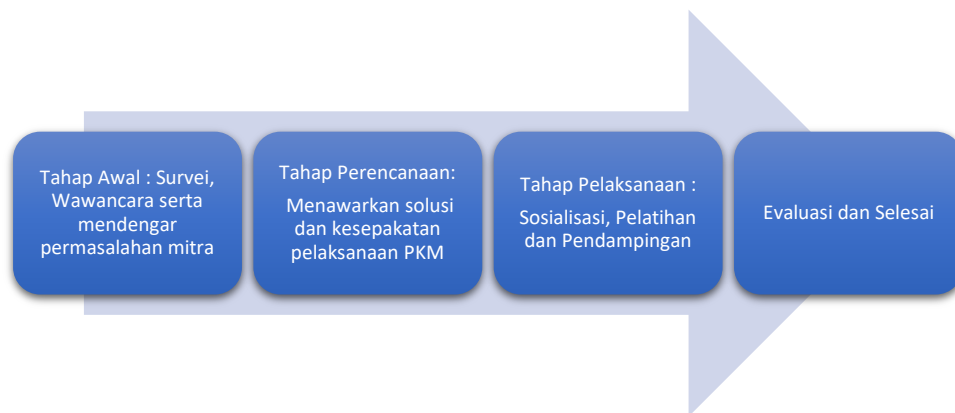 Tahap Awal : Survei,
Wawancara serta
mendengar
permasalahan mitra
Tahap Perencanaan:
Menawarkan solusi
dan kesepakatan
pelaksanaan PKM
Tahap Pelaksanaan :
Sosialisasi, Pelatihan
dan Pendampingan
Evaluasi dan Selesai